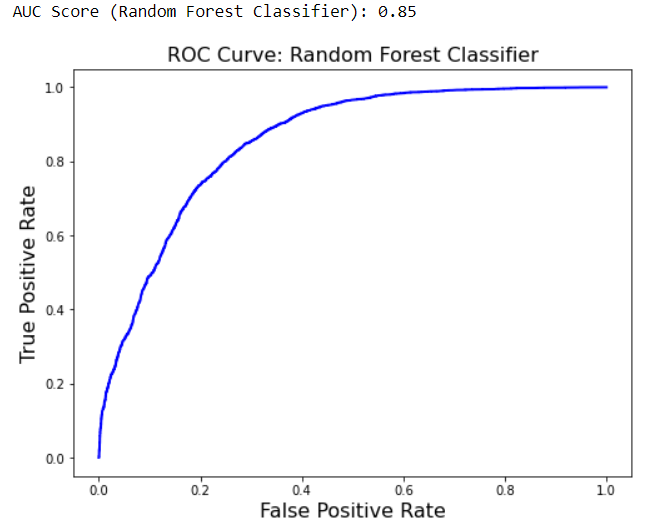 AUC Score (Random Forest Classifier): 0.85
ROC Curve: Random Forest Classifier
1.0
0.8
0.6
0.4
0.2
0.0
True Positive Rate
0.0 0.2 0.4 0.6 0.8 1.0
False Positive Rate